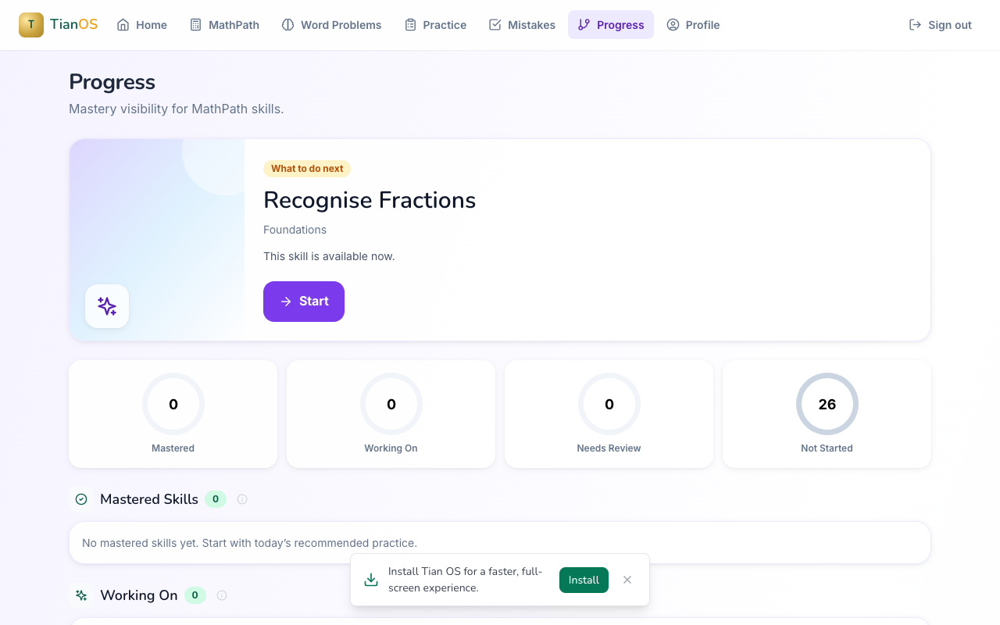 T TianOS Home MathPath Word Problems Practice Mistakes Progress Profile Sign out
Progress
Mastery visibility for MathPath skills.
What to do next
Recognise Fractions
Foundations
This skill is available now.
Start
0 0 0 26
Mastered Working On Needs Review Not Started
Mastered Skills 0
No mastered skills yet. Start with today's recommended practice.
Install Tian OS for a faster, full-
screen experience.
Install
Working On 0